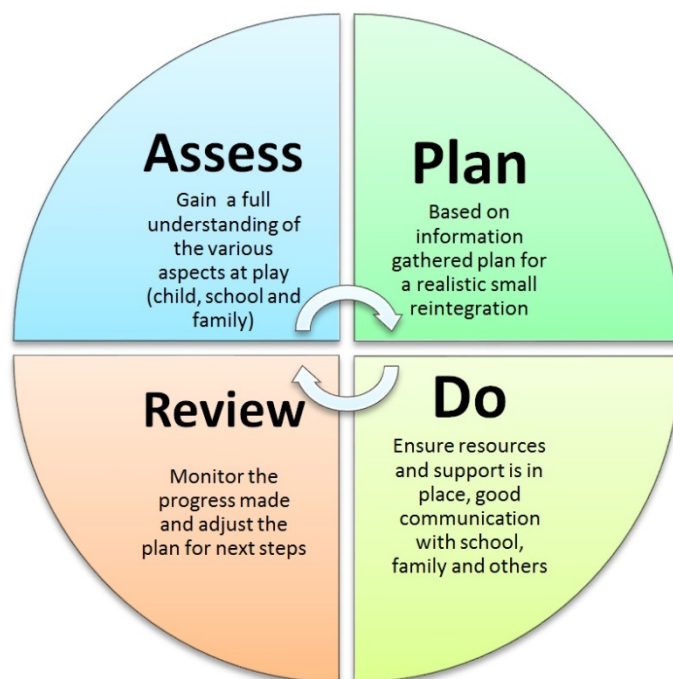 Assess
Gain a full
understanding of
the various
aspects at play
(child, school and
family)
Plan
Based on
information
gathered plan for
a realistic small
reintegration
Review
Monitor the
progress made
and adjust the
plan for next steps
Do
Ensure resources
and support is in
place, good
communication
with school,
family and others